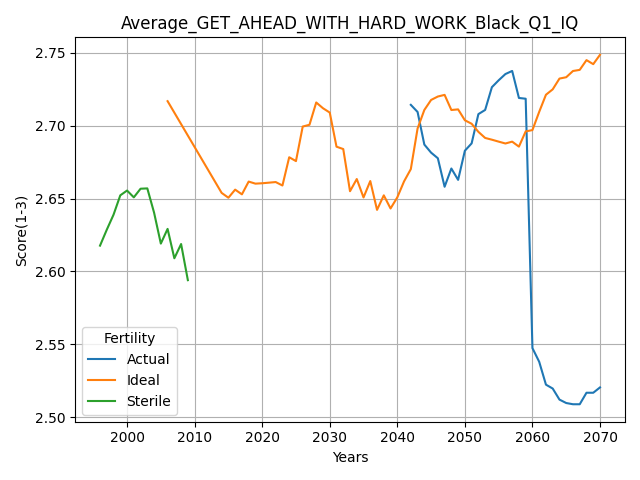 Average_GET_AHEAD_WITH_HARD_WORK_Black_Q1_IQ
Score(1-3)
2.75
2.70
2.65
2.60
2.55
2.50
Fertility
Actual
Ideal
Sterile
2000 2010 2020 2030 2040 2050 2060 2070
Years